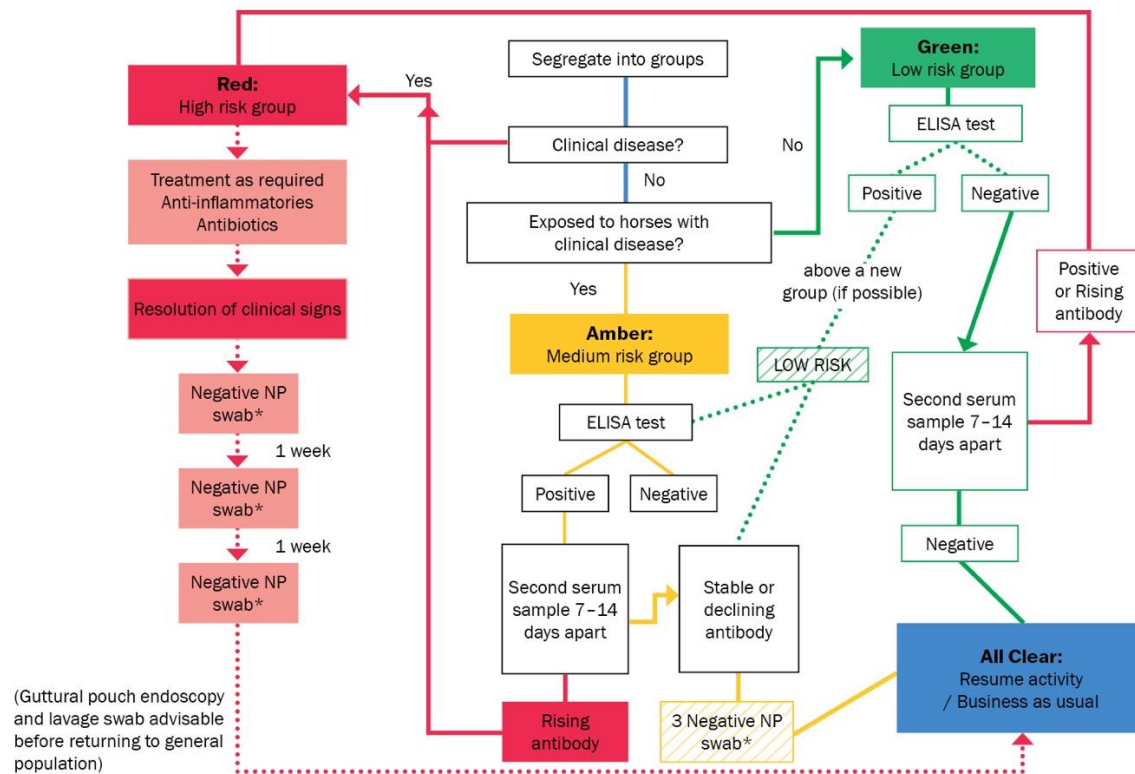 Segregate into groups
Green:
Low risk group
Red:
High risk group
Yes
ELISA test
Clinical disease?
No
No
Treatment as required
Anti-inflammatories
Antibiotics
Positive
Negative
Exposed to horses with
clinical disease?
above a new
group (if possible)
Positive
or Rising
antibody
Yes
Resolution of clinical signs
Amber:
Medium risk group
LOW RISK
Second serum
sample 7–14
days apart
Negative NP
swab*
ELISA test
1 week
Negative NP
swab*
Positive
Negative
1 week
Negative
Negative NP
swab*
Second serum
sample 7–14
days apart
Stable or
declining
antibody
All Clear:
Resume activity
/ Business as usual
(Guttural pouch endoscopy
and lavage swab advisable
before returning to general
population)
Rising
antibody
3 Negative NP
swab*